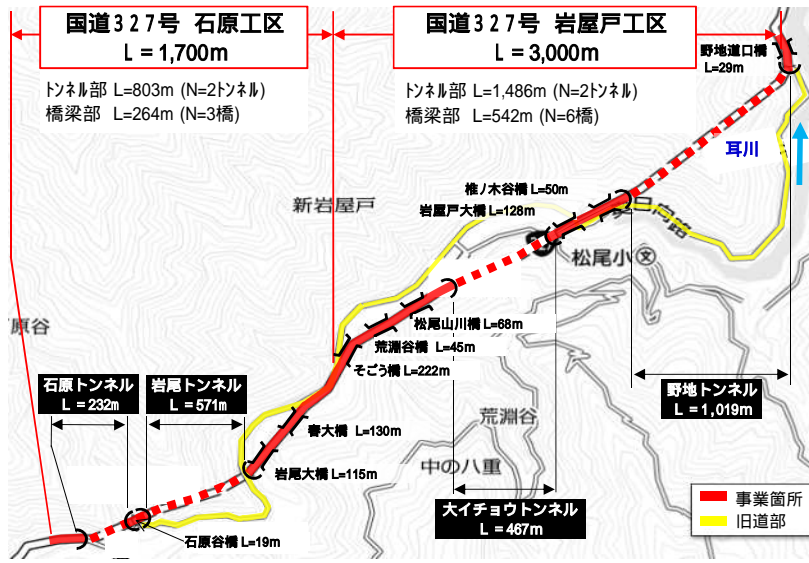 国道327号 石原工区
L＝1,700m
トンネル部 L=803m (N=2トンネル)
橋梁部 L=264m (N=3橋)
国道327号 岩屋戸工区
L＝3,000m
トンネル部 L=1,486m (N=2トンネル)
橋梁部 L=542m (N=6橋)
野地道口橋
L=29m
耳川
椎ノ木谷橋 L=50m
岩屋戸大橋 L=128m
新岩屋戸
日向路
松尾小
文
松尾山川橋 L=68m
荒淵谷橋 L=45m
そごう橋 L=222m
原谷
石原トンネル
L＝232m
岩尾トンネル
L＝571m
野地トンネル
L＝1,019m
荒淵谷
大橋 L=130m
中の八重
岩尾大橋 L=115m
大イチョウトンネル
L＝467m
石原谷橋 L=19m
事業箇所
旧道部